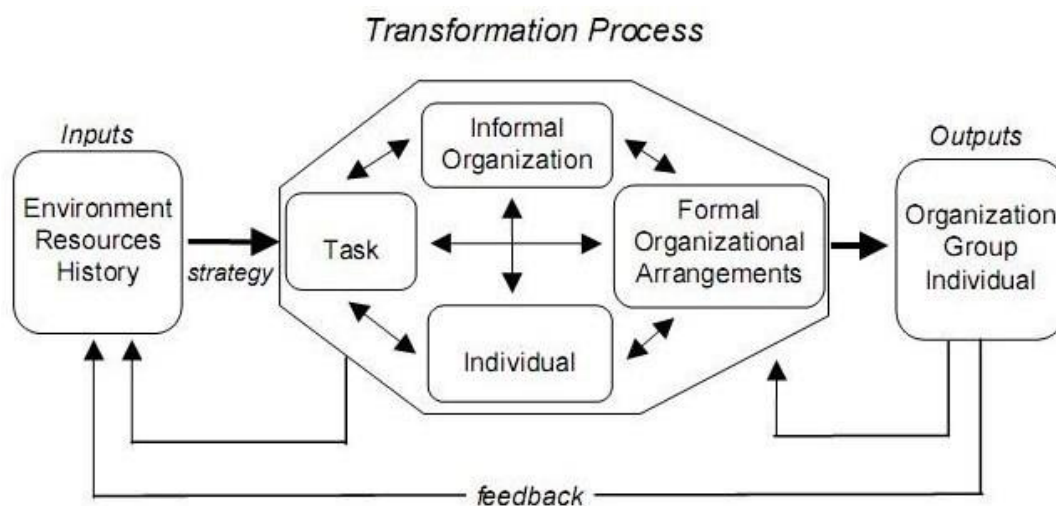 Transformation Process
Inputs
Environment
Resources
History
strategy
Informal
Organization
Task
Formal
Organizational
Arrangements
Individual
Outputs
Organization
Group
Individual
feedback